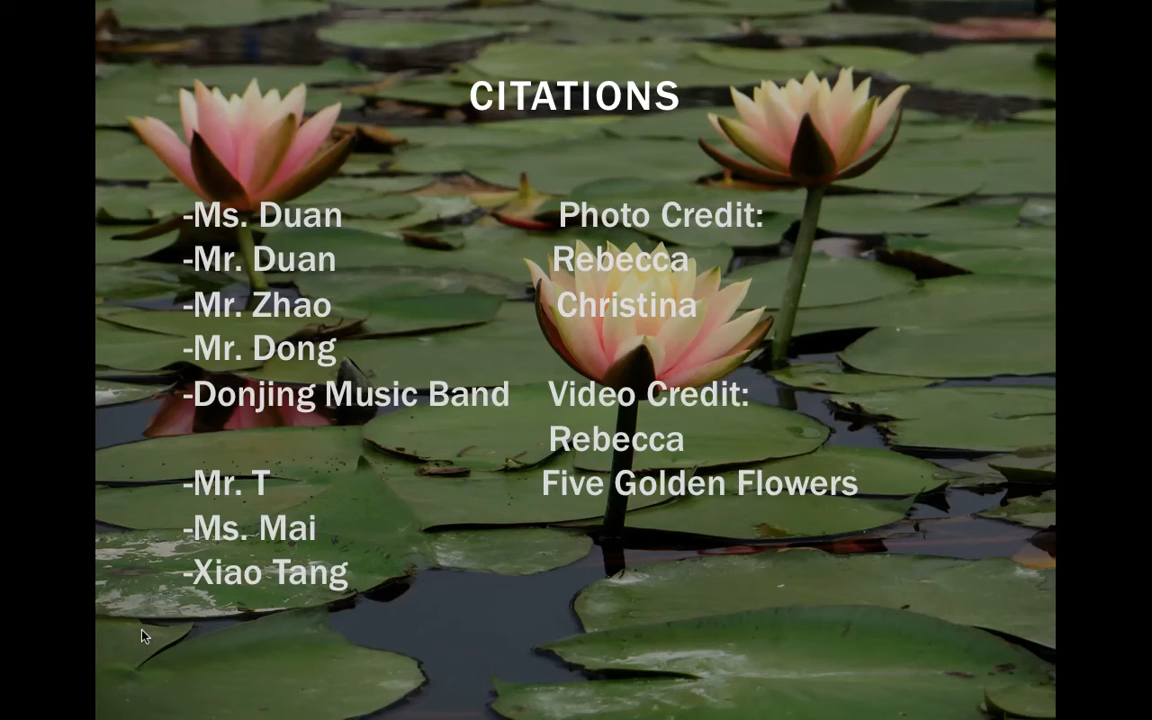 CITATIONS
-Ms. Duan
-Mr. Duan
-Mr. Zhao
-Mr. Dong
-Donjing Music Band
-Mr. T
-Ms. Mai
-Xiao Tang
Photo Credit:
Rebecca
Christina
Video Credit:
Rebecca
Five Golden Flowers